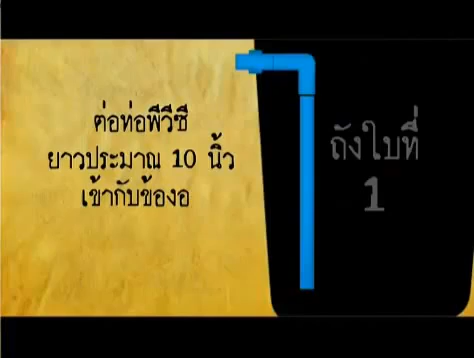 ต่อท่อพีวีซี
ยาวประมาณ 10 นิ้ว
เข้ากับข้องอ
ถังใบที่
1